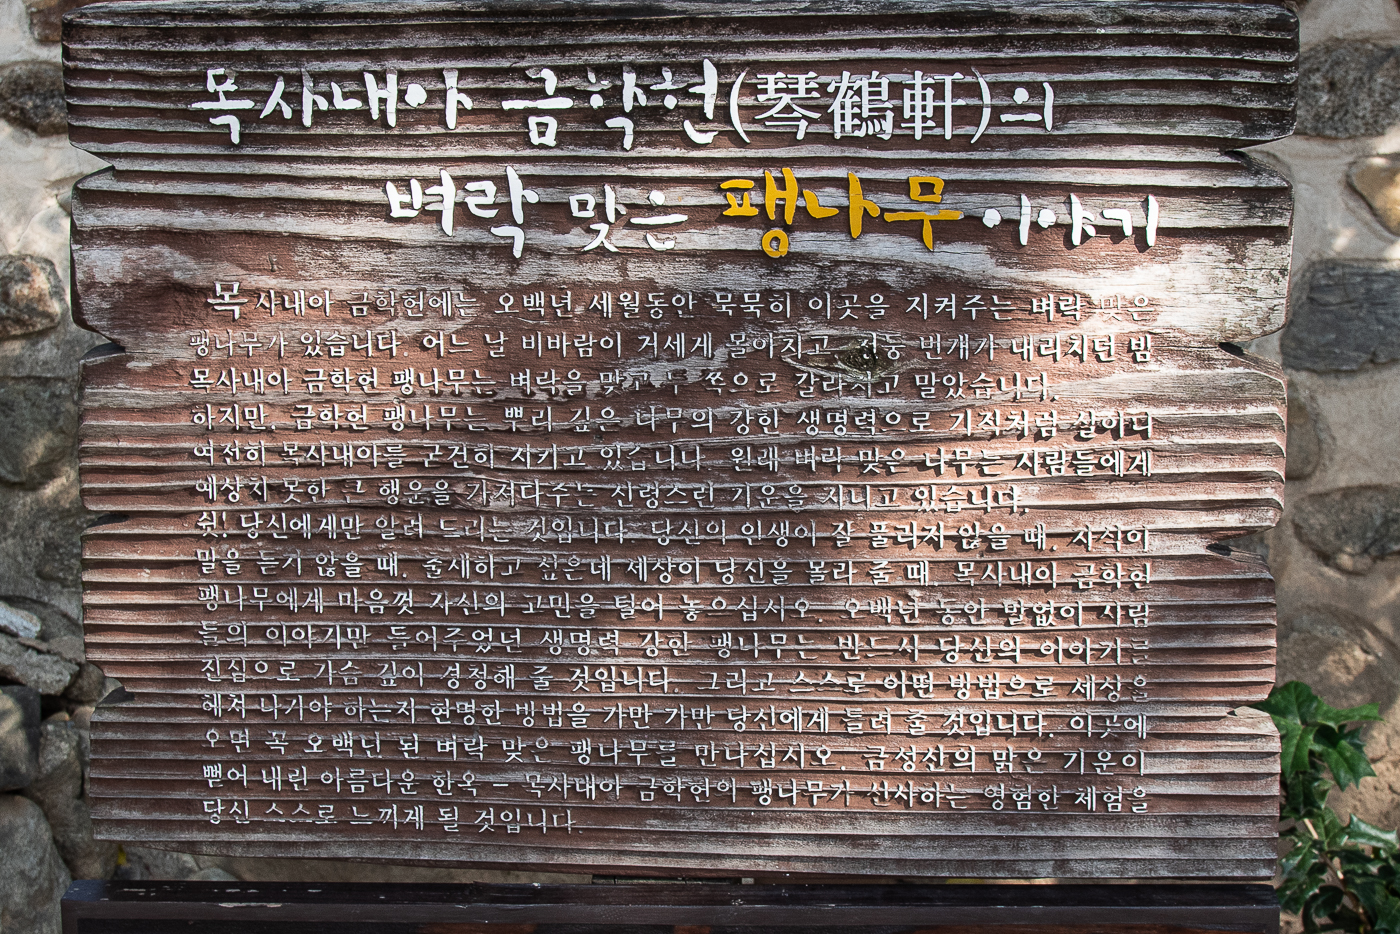 목사내아 금학헌(琴鶴軒)의
벼락 맞은 팽나무 이야기
목사내아 금학헌에는 오백년 세월동안 묵묵히 이곳을 지켜주는 벼락 맞은
팽나무가 있습니다. 어느 날 비바람이 거세게 몰아치고 천둥 번개가 내리치던 밤
목사내아 금학헌 팽나무는 벼락을 맞고 두 쪽으로 갈라지고 말았습니다.
하지만, 금학헌 팽나무는 뿌리 깊은 나무의 강한 생명력으로 기적처럼 살아나
여전히 목사내아를 굳건히 지키고 있습니다. 원래 벼락 맞은 나무는 사람들에게
예상치 못한 큰 행운을 가져다주는 신령스런 기운을 지니고 있습니다.
쉿! 당신에게만 알려 드리는 것입니다. 당신의 인생이 잘 풀리지 않을 때, 자식이
말을 듣지 않을 때, 출세하고 싶은데 세상이 당신을 몰라 줄 때, 목사내아 금학헌
팽나무에게 마음껏 자신의 고민을 털어 놓으십시오. 오백년 동안 말없이 사람
들의 이야기만 들어주었던 생명력 강한 팽나무는 반드시 당신의 이야기를
진심으로 가슴 깊이 경청해 줄 것입니다. 그리고 스스로 어떤 방법으로 세상을
헤쳐 나가야 하는지 현명한 방법을 가만 가만 당신에게 들려 줄 것입니다. 이곳에
오면 꼭 오백년 된 벼락 맞은 팽나무를 만나십시오. 금성산의 맑은 기운이
뻗어 내린 아름다운 한옥 - 목사내아 금학헌의 팽나무가 선사하는 영험한 체험을
당신 스스로 느끼게 될 것입니다.